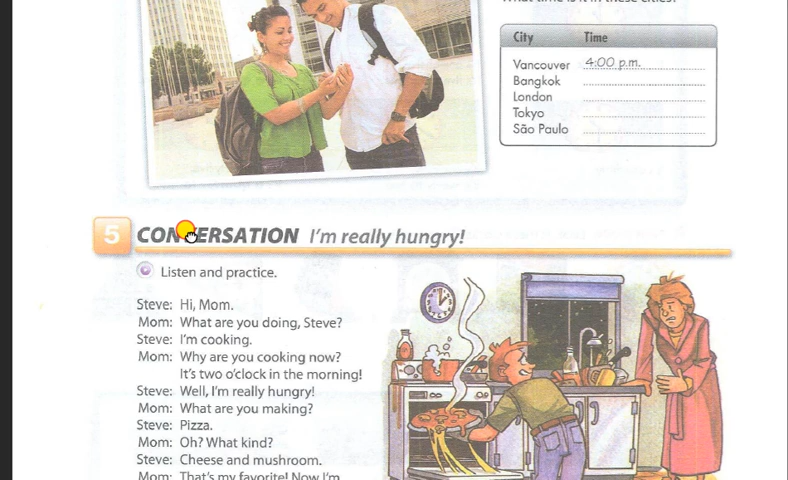 What time is it in these cities?
City Time
Vancouver 4:00 p.m.
Bangkok
London
Tokyo
São Paulo
5 CONVERSATION I'm really hungry!
Listen and practice.
Steve: Hi, Mom.
Mom: What are you doing, Steve?
Steve: I'm cooking.
Mom: Why are you cooking now?
It's two o'clock in the morning!
Steve: Well, I'm really hungry!
Mom: What are you making?
Steve: Pizza.
Mom: Oh? What kind?
Steve: Cheese and mushroom.
Mom: That's my favorite! Now I'm